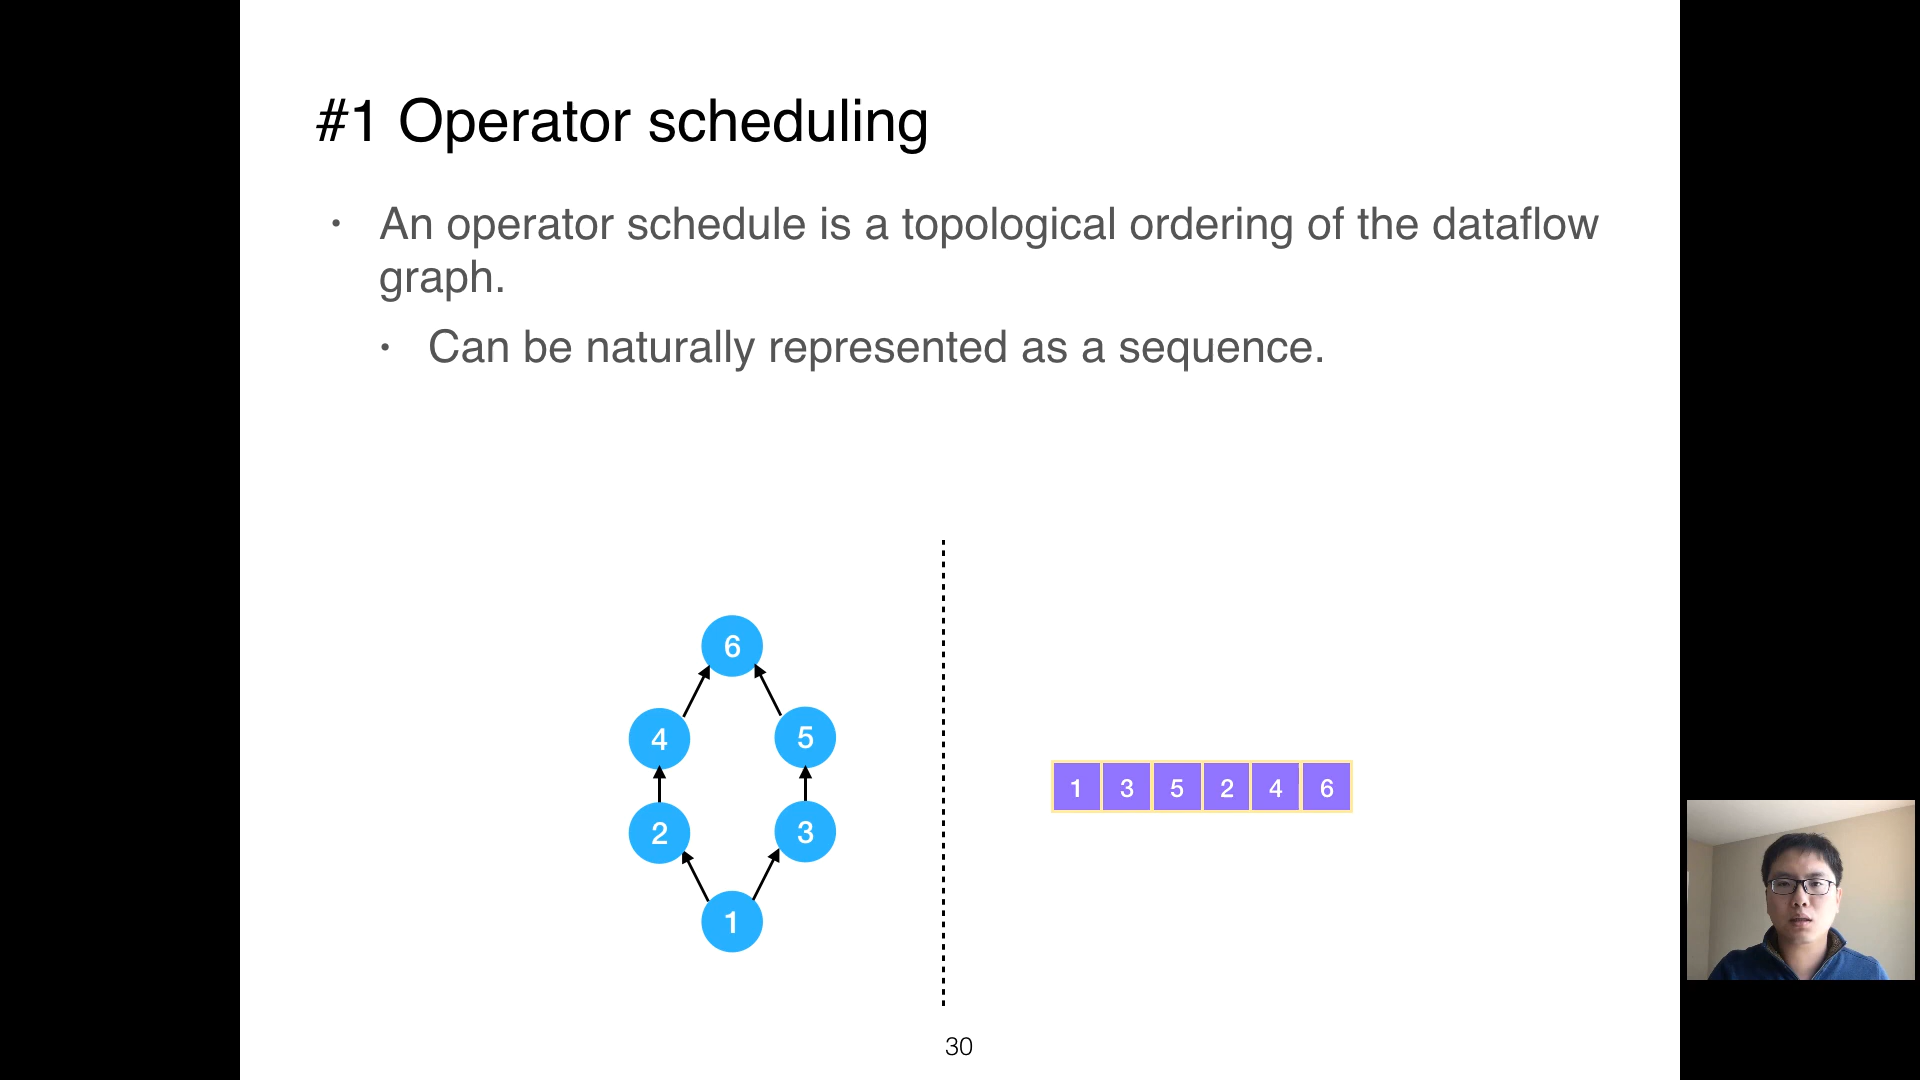 #1 Operator scheduling
• An operator schedule is a topological ordering of the dataflow
graph.
• Can be naturally represented as a sequence.
6
4 5
2 3
1
1 3 5 2 4 6
30